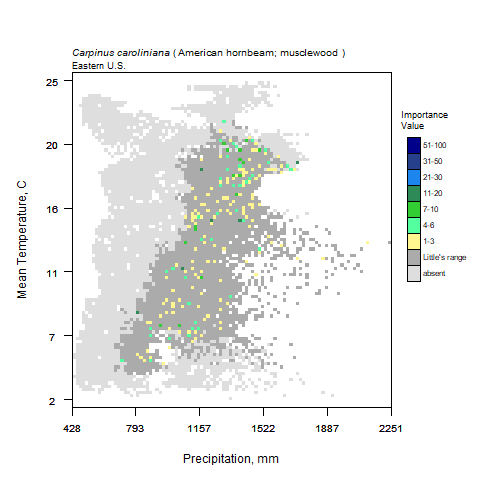 Carpinus caroliniana ( American hornbeam; musclewood )
Eastern U.S.
25
20
16
11
7
2
Mean Temperature, C
428 793 1157 1522 1887 2251
Precipitation, mm
Importance
Value
51-100
31-50
21-30
11-20
7-10
4-6
1-3
Little's range
absent